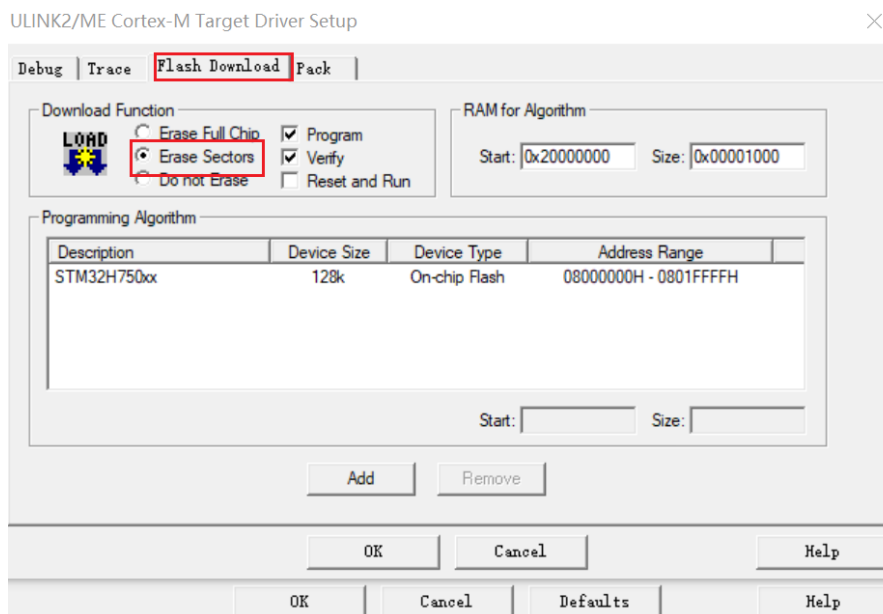 ULINK2/ME Cortex-M Target Driver Setup
Debug Trace Flash Download Pack
Download Function
LOAD
Erase Full Chip
Erase Sectors
Do not Erase
Program
Verify
Reset and Run
RAM for Algorithm
Start: 0x20000000 Size: 0x00001000
Programming Algorithm
Description Device Size Device Type Address Range
STM32H750xx 128k On-chip Flash 08000000H - 0801FFFFH
Start: Size:
Add Remove
OK Cancel Help
OK Cancel Defaults Help